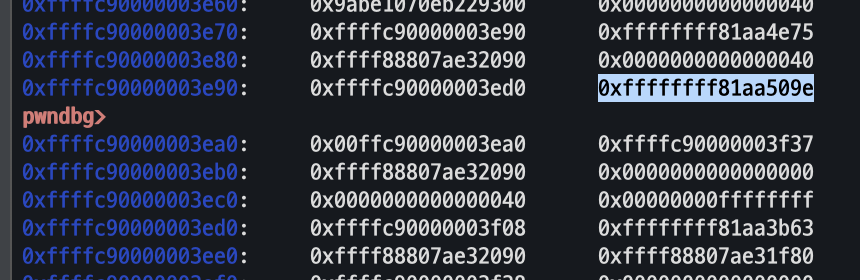 0xffffc90000003e60: 0x9abe1070eb229300 0x0000000000000040
0xffffc90000003e70: 0xffffc90000003e90 0xffffffff81aa4e75
0xffffc90000003e80: 0xffff88807ae32090 0x0000000000000040
0xffffc90000003e90: 0xffffc90000003ed0 0xffffffff81aa509e
pwndbg>
0xffffc90000003ea0: 0x00ffc90000003ea0 0xffffc90000003f37
0xffffc90000003eb0: 0xffff88807ae32090 0x0000000000000000
0xffffc90000003ec0: 0x0000000000000040 0x00000000ffffffff
0xffffc90000003ed0: 0xffffc90000003f08 0xffffffff81aa3b63
0xffffc90000003ee0: 0xffff88807ae32090 0xffff88807ae31f80